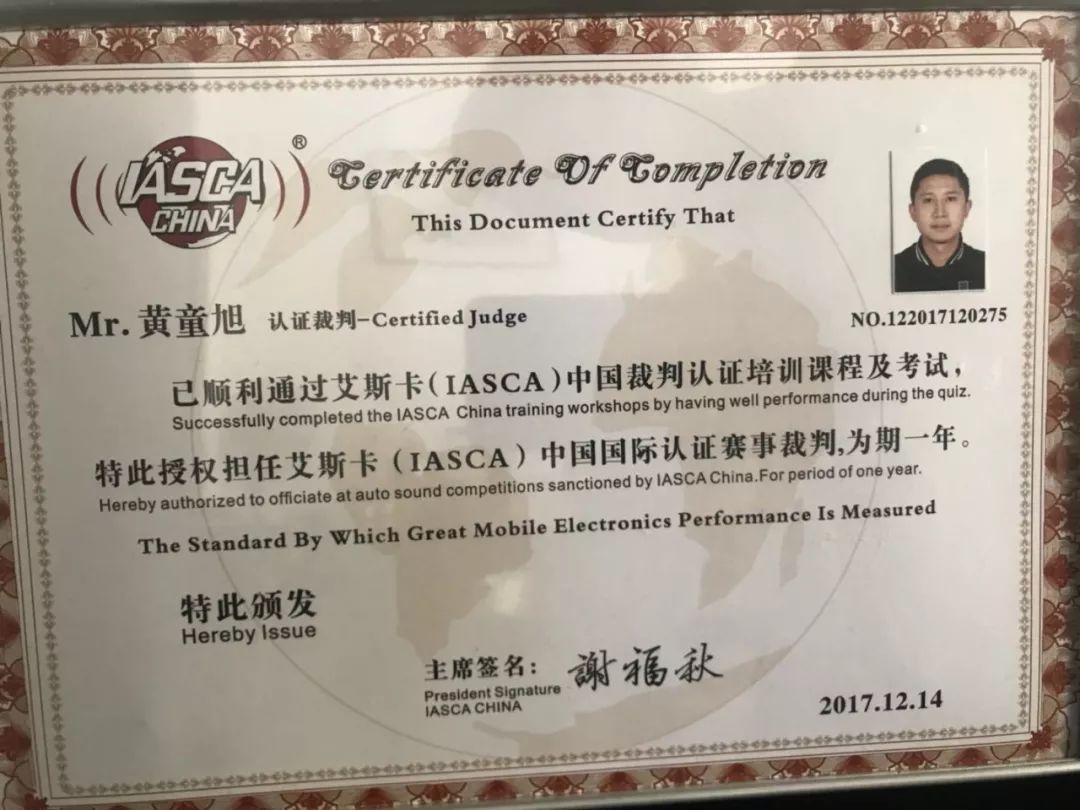 IASCA ®
CHINA
Certificate Of Completion
This Document Certify That
Mr. 黄童旭 认证裁判-Certified Judge
NO.122017120275
已顺利通过艾斯卡(IASCA)中国裁判认证培训课程及考试,
Successfully completed the IASCA China training workshops by having well performance during the quiz.
特此授权担任艾斯卡(IASCA)中国国际认证赛事裁判,为期一年。
Hereby authorized to officiate at auto sound competitions sanctioned by IASCA China.For period of one year.
The Standard By Which Great Mobile Electronics Performance Is Measured
特此颁发
Hereby Issue
主席签名: 謝福秋
President Signature
IASCA CHINA
2017.12.14